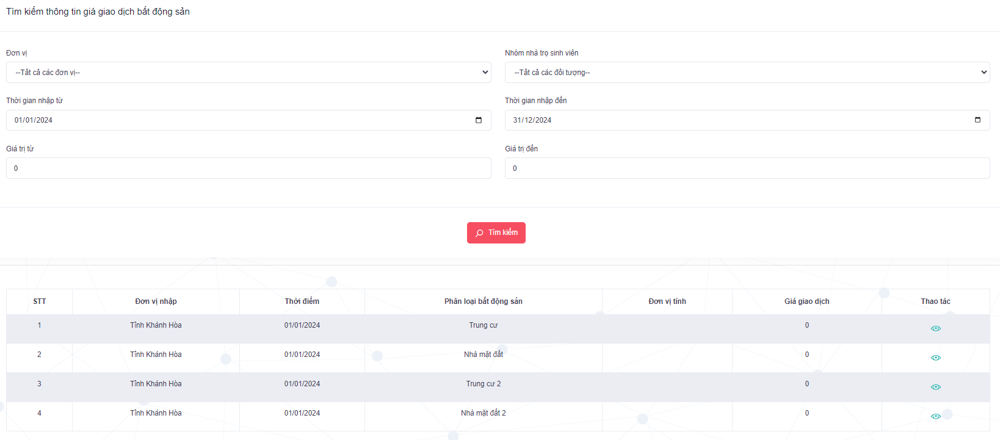 Tìm kiếm thông tin giá giao dịch bất động sản
Đơn vị
Nhóm nhà trọ sinh viên
--Tất cả các đơn vị--
--Tất cả các đối tượng--
Thời gian nhập từ
Thời gian nhập đến
01/01/2024
31/12/2024
Giá trị từ
Giá trị đến
0
0
Tìm kiếm
STT Đơn vị nhập Thời điểm Phân loại bất động sản Đơn vị tính Giá giao dịch Thao tác
1 Tỉnh Khánh Hòa 01/01/2024 Trung cư 0
2 Tỉnh Khánh Hòa 01/01/2024 Nhà mặt đất 0
3 Tỉnh Khánh Hòa 01/01/2024 Trung cư 2 0
4 Tỉnh Khánh Hòa 01/01/2024 Nhà mặt đất 2 0